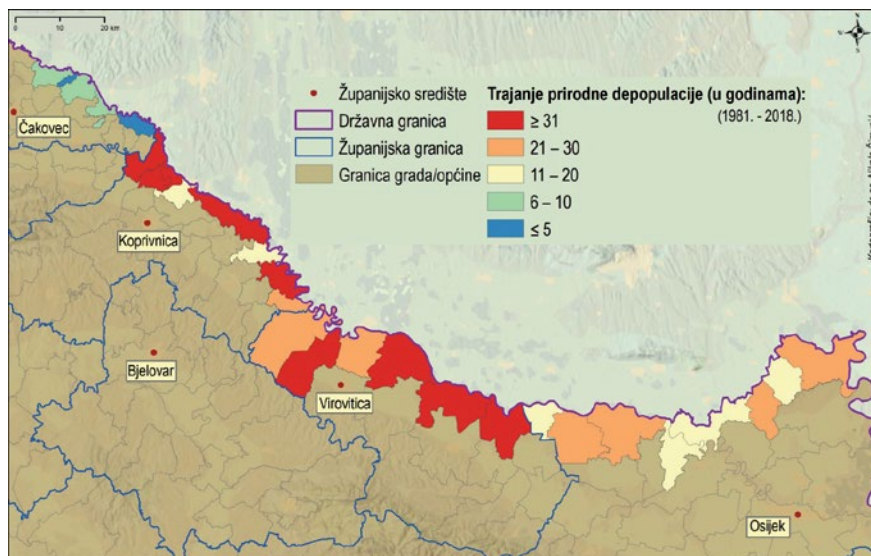 0 10 20 km
N
Županijsko središte
Državna granica
Županijska granica
Granica grada/općine
Trajanje prirodne depopulacije (u godinama):
(1981. - 2018.)
≥ 31
21 – 30
11 – 20
6 – 10
≤ 5
Čakovec
Koprivnica
Bjelovar
Virovitica
Osijek